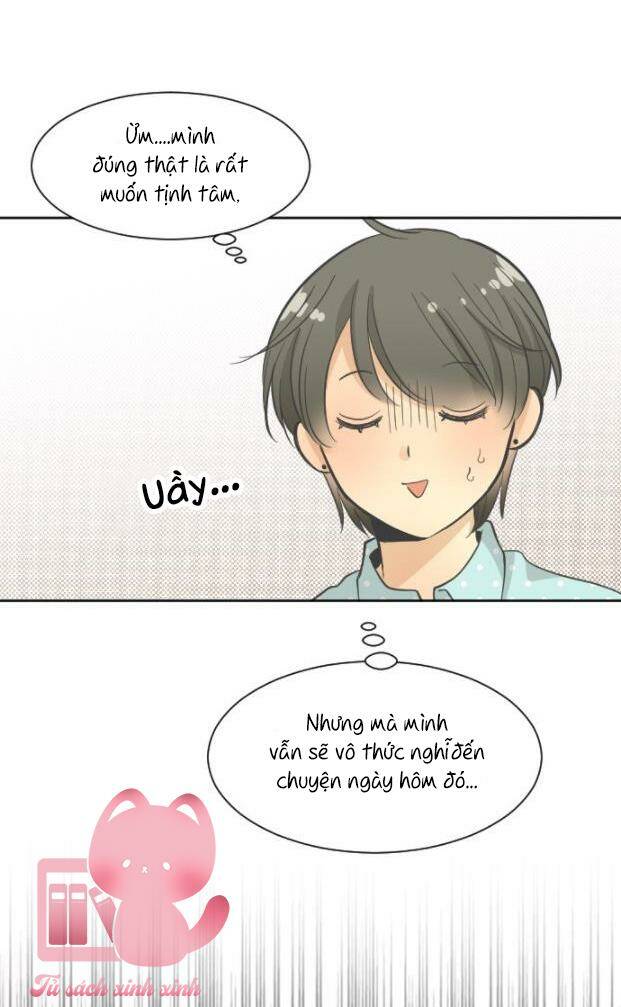 Ừm....mình
đúng thật là rất
muốn tịnh tâm.
Uầy...
Nhưng mà mình
vẫn sẽ vô thức nghĩ đến
chuyện ngày hôm đó...
Tủ sách xinh xinh